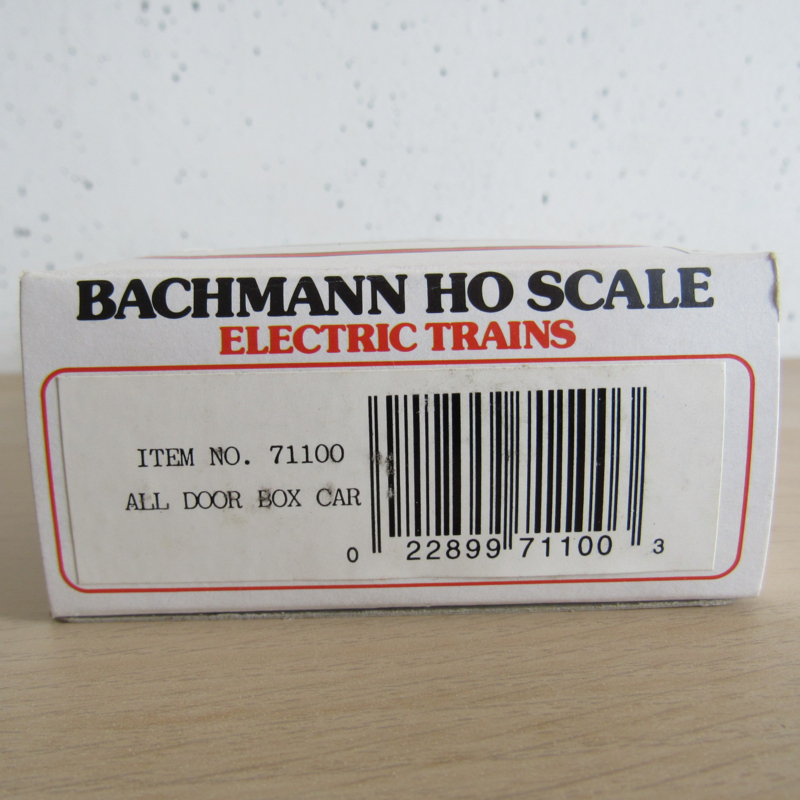 BACHMANN HO SCALE
ELECTRIC TRAINS
ITEM NO. 71100
ALL DOOR BOX CAR
0 22899 71100 3